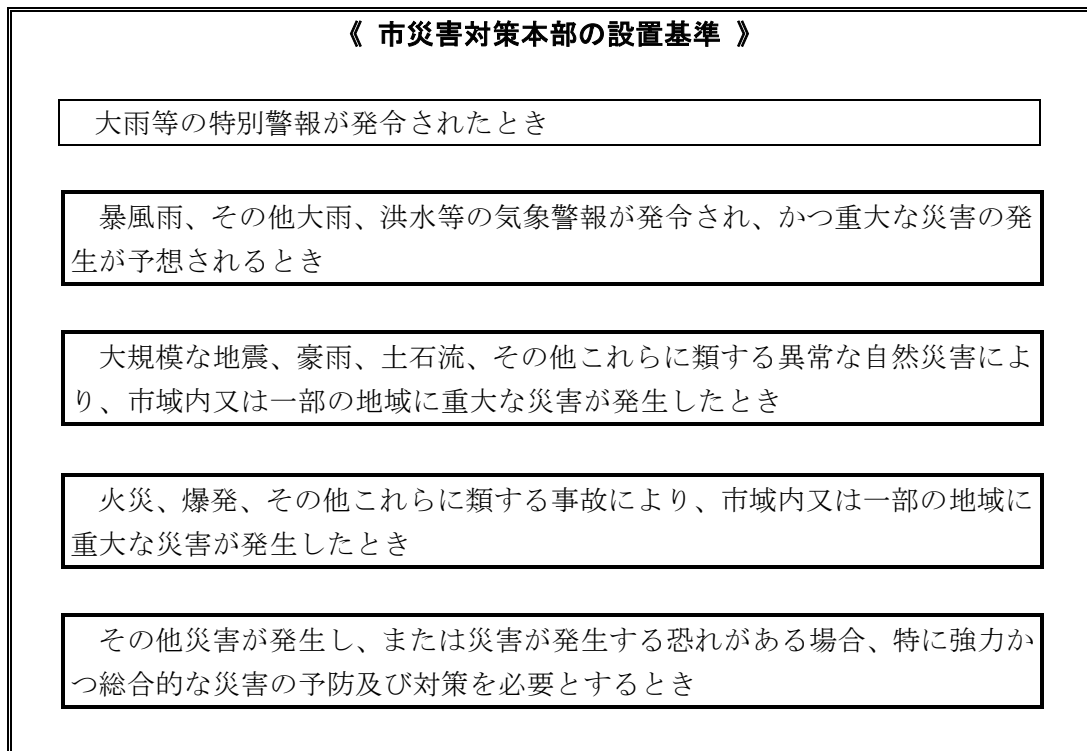 《 市災害対策本部の設置基準 》
大雨等の特別警報が発令されたとき
暴風雨、その他大雨、洪水等の気象警報が発令され、かつ重大な災害の発
生が予想されるとき
大規模な地震、豪雨、土石流、その他これらに類する異常な自然災害によ
り、市域内又は一部の地域に重大な災害が発生したとき
火災、爆発、その他これらに類する事故により、市域内又は一部の地域に
重大な災害が発生したとき
その他災害が発生し、または災害が発生する恐れがある場合、特に強力か
つ総合的な災害の予防及び対策を必要とするとき